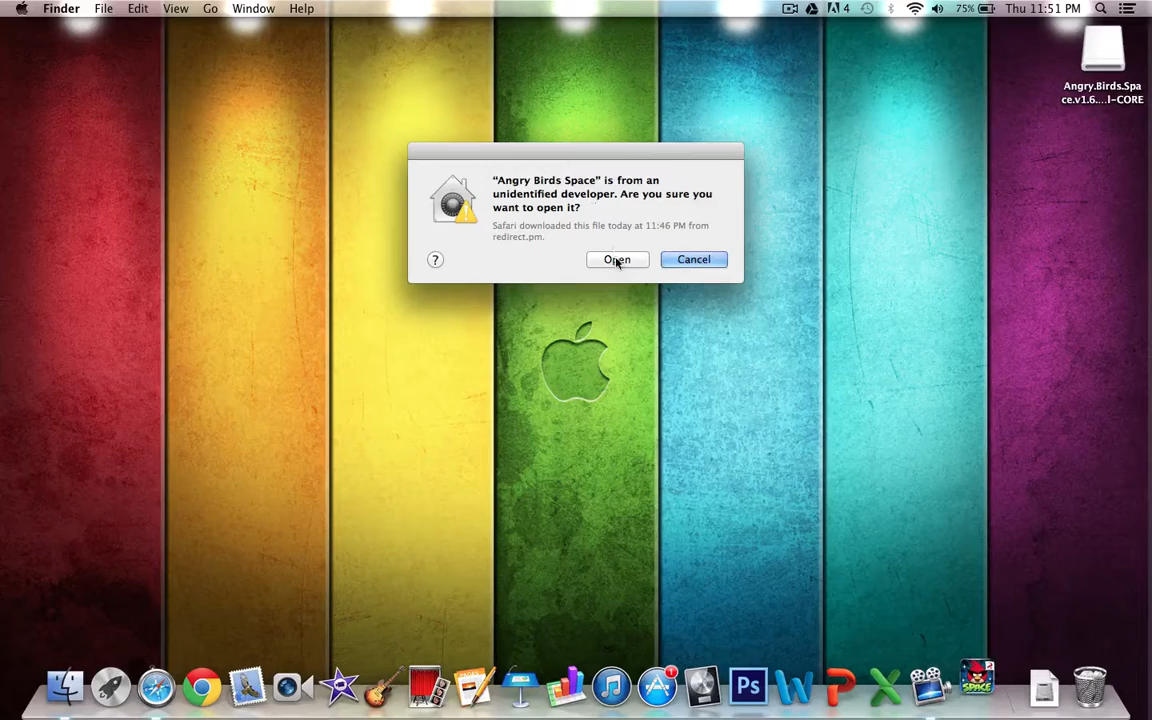 Finder File Edit View Go Window Help
4 75% Thu 11:51 PM
Angry.Birds.Spa
ce.v1.6....l-CORE
“Angry Birds Space” is from an
unidentified developer. Are you sure you
want to open it?
Safari downloaded this file today at 11:46 PM from
redirect.pm.
? Open Cancel
1
Ps W P X
SPACE